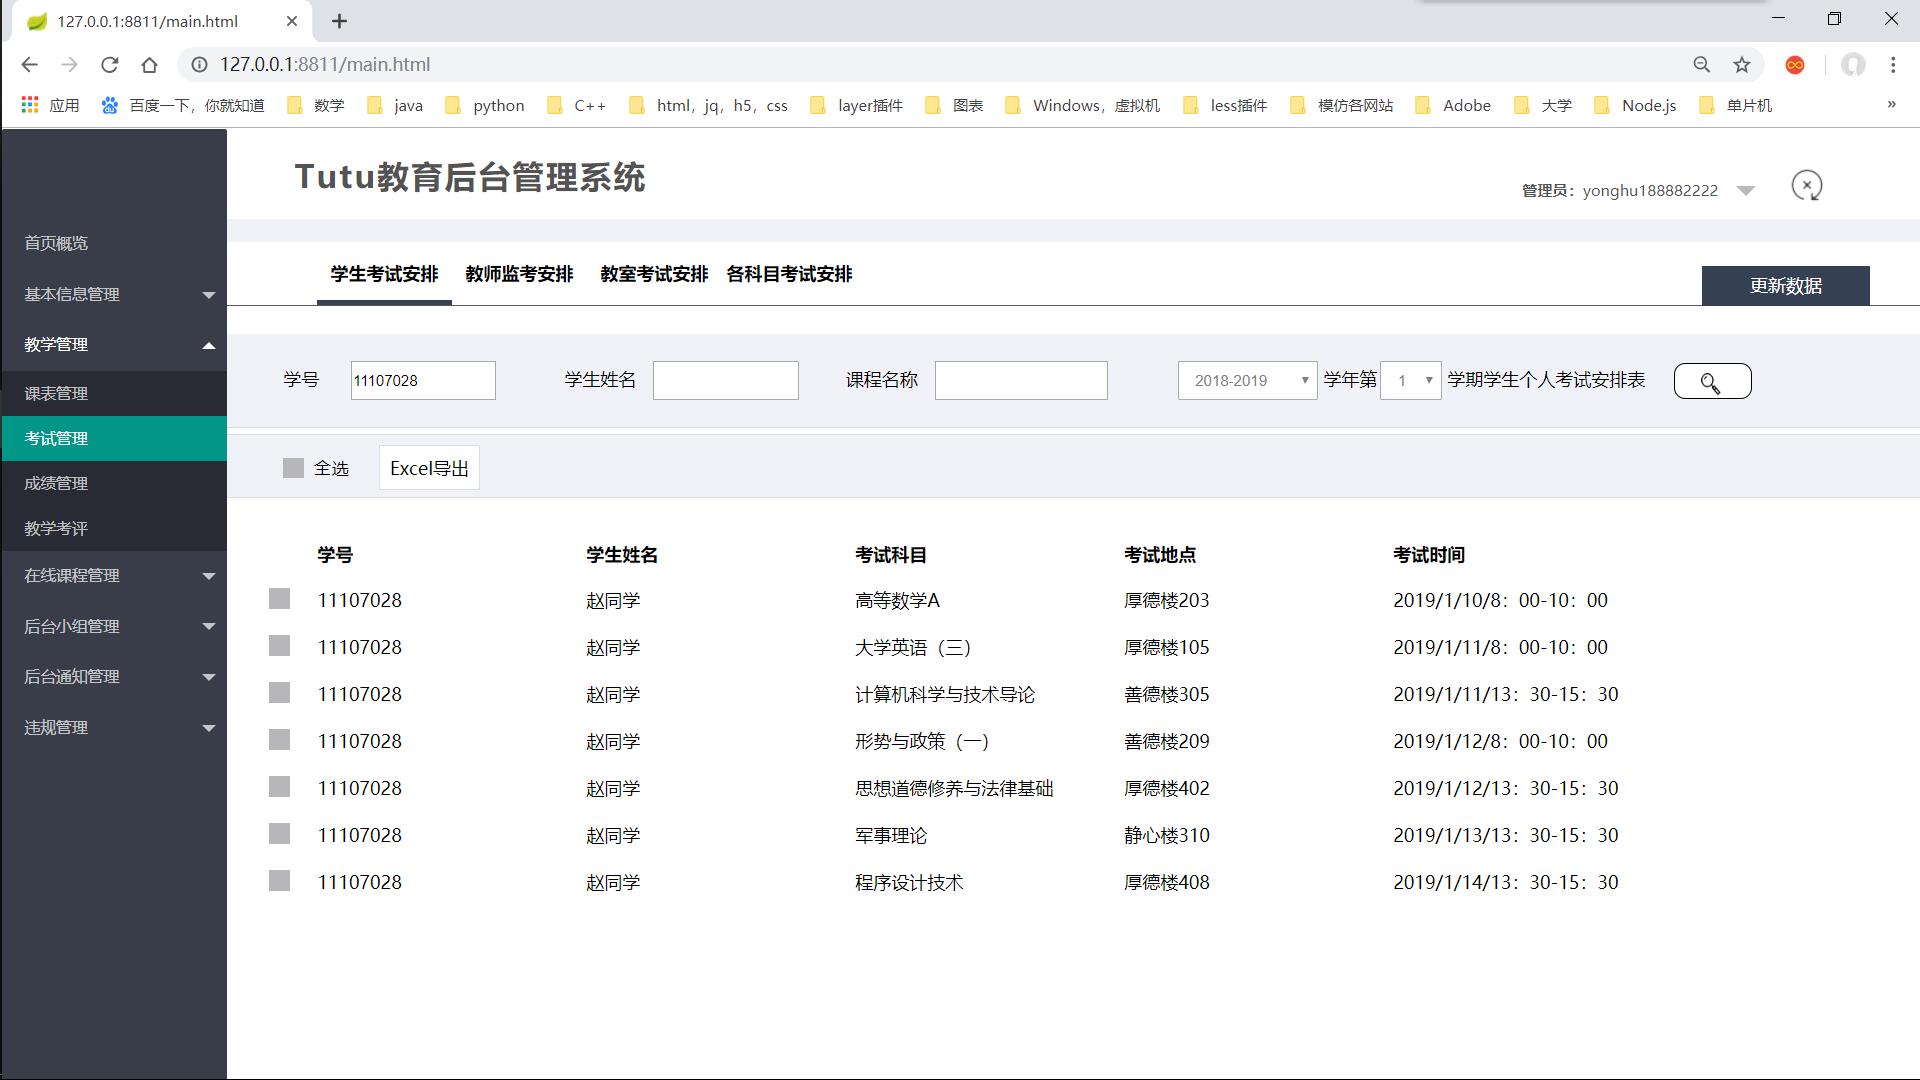 127.0.0.1:8811/main.html
127.0.0.1:8811/main.html
应用 百度一下，你就知道 数学 java python C++ html，jq，h5，css layer插件 图表 Windows，虚拟机 less插件 模仿各网站 Adobe 大学 Node.js 单片机 »
Tutu教育后台管理系统
管理员：yonghu188882222
首页概览
基本信息管理
教学管理
课表管理
考试管理
成绩管理
教学考评
在线课程管理
后台小组管理
后台通知管理
违规管理
学生考试安排 教师监考安排 教室考试安排 各科目考试安排
更新数据
学号 11107028 学生姓名 课程名称 2018-2019 学年第 1 学期学生个人考试安排表
全选 Excel导出
学号 学生姓名 考试科目 考试地点 考试时间
11107028 赵同学 高等数学A 厚德楼203 2019/1/10/8：00-10：00
11107028 赵同学 大学英语（三） 厚德楼105 2019/1/11/8：00-10：00
11107028 赵同学 计算机科学与技术导论 善德楼305 2019/1/11/13：30-15：30
11107028 赵同学 形势与政策（一） 善德楼209 2019/1/12/8：00-10：00
11107028 赵同学 思想道德修养与法律基础 厚德楼402 2019/1/12/13：30-15：30
11107028 赵同学 军事理论 静心楼310 2019/1/13/13：30-15：30
11107028 赵同学 程序设计技术 厚德楼408 2019/1/14/13：30-15：30